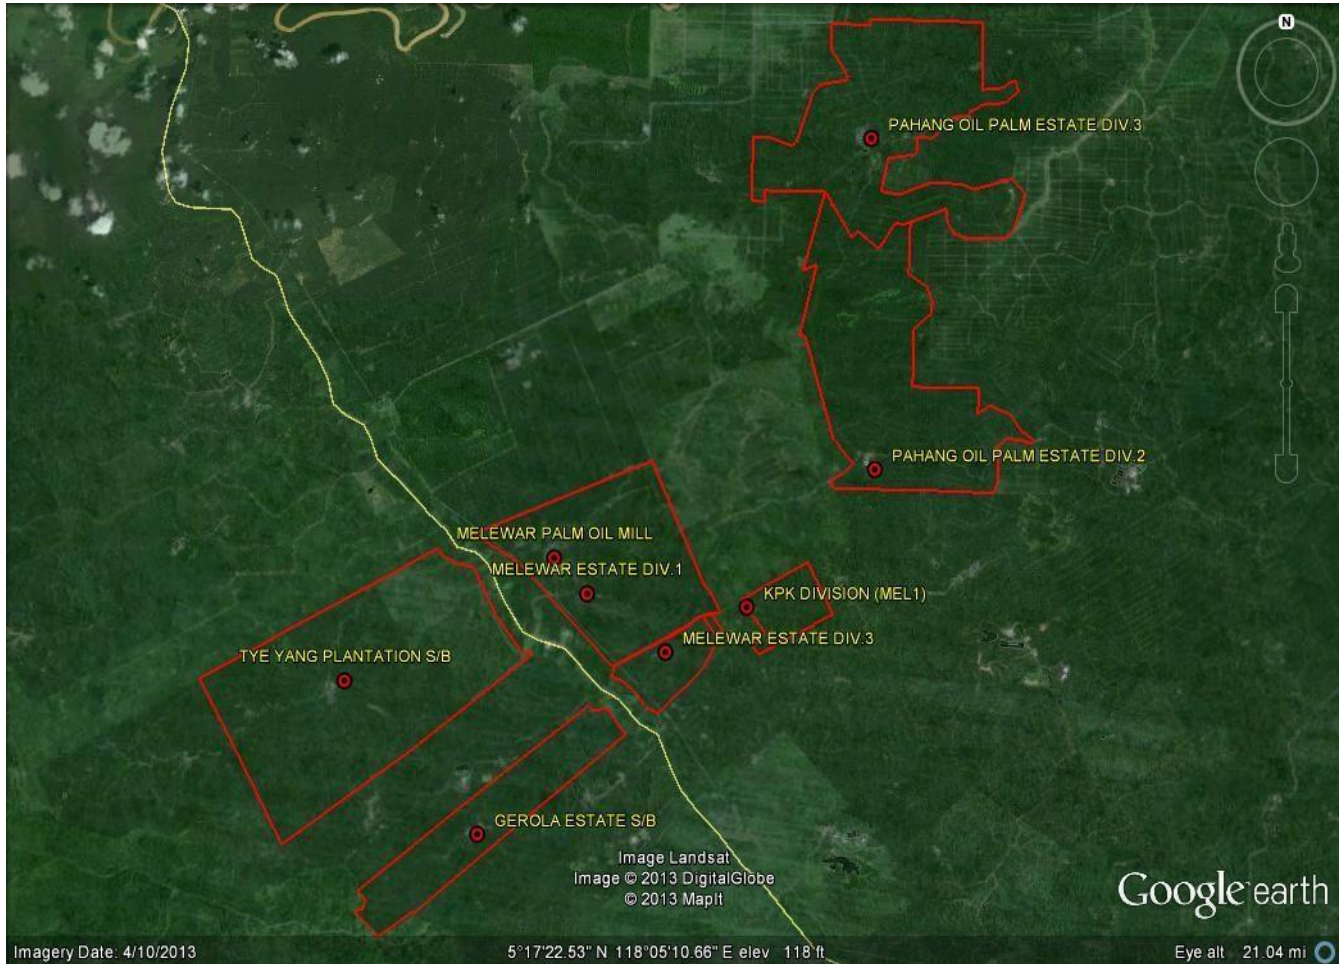 N
PAHANG OIL PALM ESTATE DIV.3
PAHANG OIL PALM ESTATE DIV.2
MELEWAR PALM OIL MILL
MELEWAR ESTATE DIV.1
KPK DIVISION (MEL1)
MELEWAR ESTATE DIV.3
TYE YANG PLANTATION S/B
GEROLA ESTATE S/B
Image Landsat
Image © 2013 DigitalGlobe
© 2013 MapIt
Google earth
Imagery Date: 4/10/2013
5°17'22.53" N 118°05'10.66" E elev 118 ft
Eye alt 21.04 mi